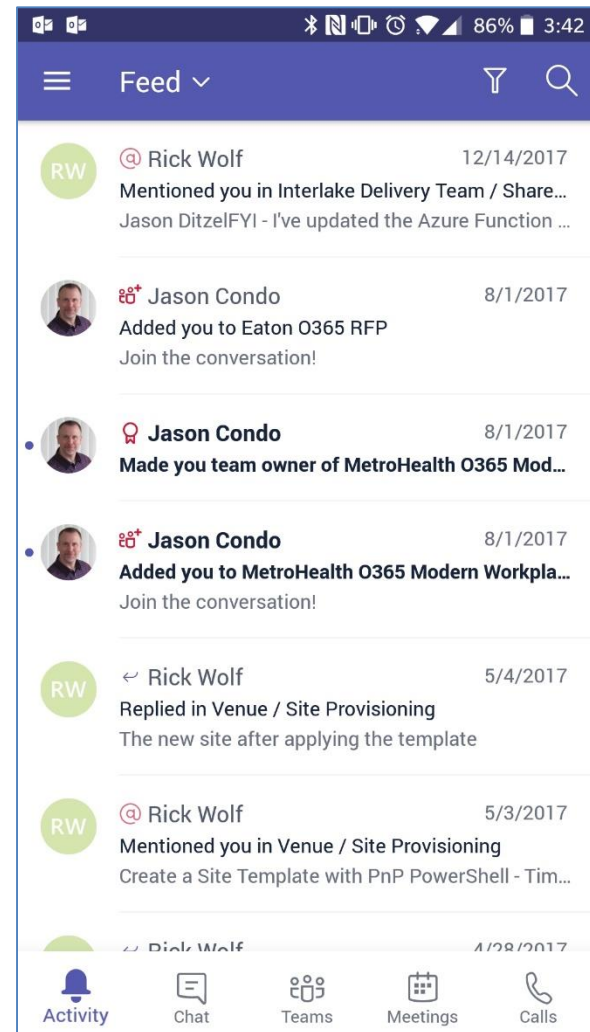 86% 3:42
Feed
RW
@ Rick Wolf 12/14/2017
Mentioned you in Interlake Delivery Team / Share...
Jason DitzelFYI - I've updated the Azure Function ...
Jason Condo 8/1/2017
Added you to Eaton O365 RFP
Join the conversation!
Jason Condo 8/1/2017
Made you team owner of MetroHealth O365 Mod...
Jason Condo 8/1/2017
Added you to MetroHealth O365 Modern Workpla...
Join the conversation!
RW
Rick Wolf 5/4/2017
Replied in Venue / Site Provisioning
The new site after applying the template
RW
@ Rick Wolf 5/3/2017
Mentioned you in Venue / Site Provisioning
Create a Site Template with PnP PowerShell - Tim...
Rick Wolf 4/28/2017
Activity Chat Teams Meetings Calls